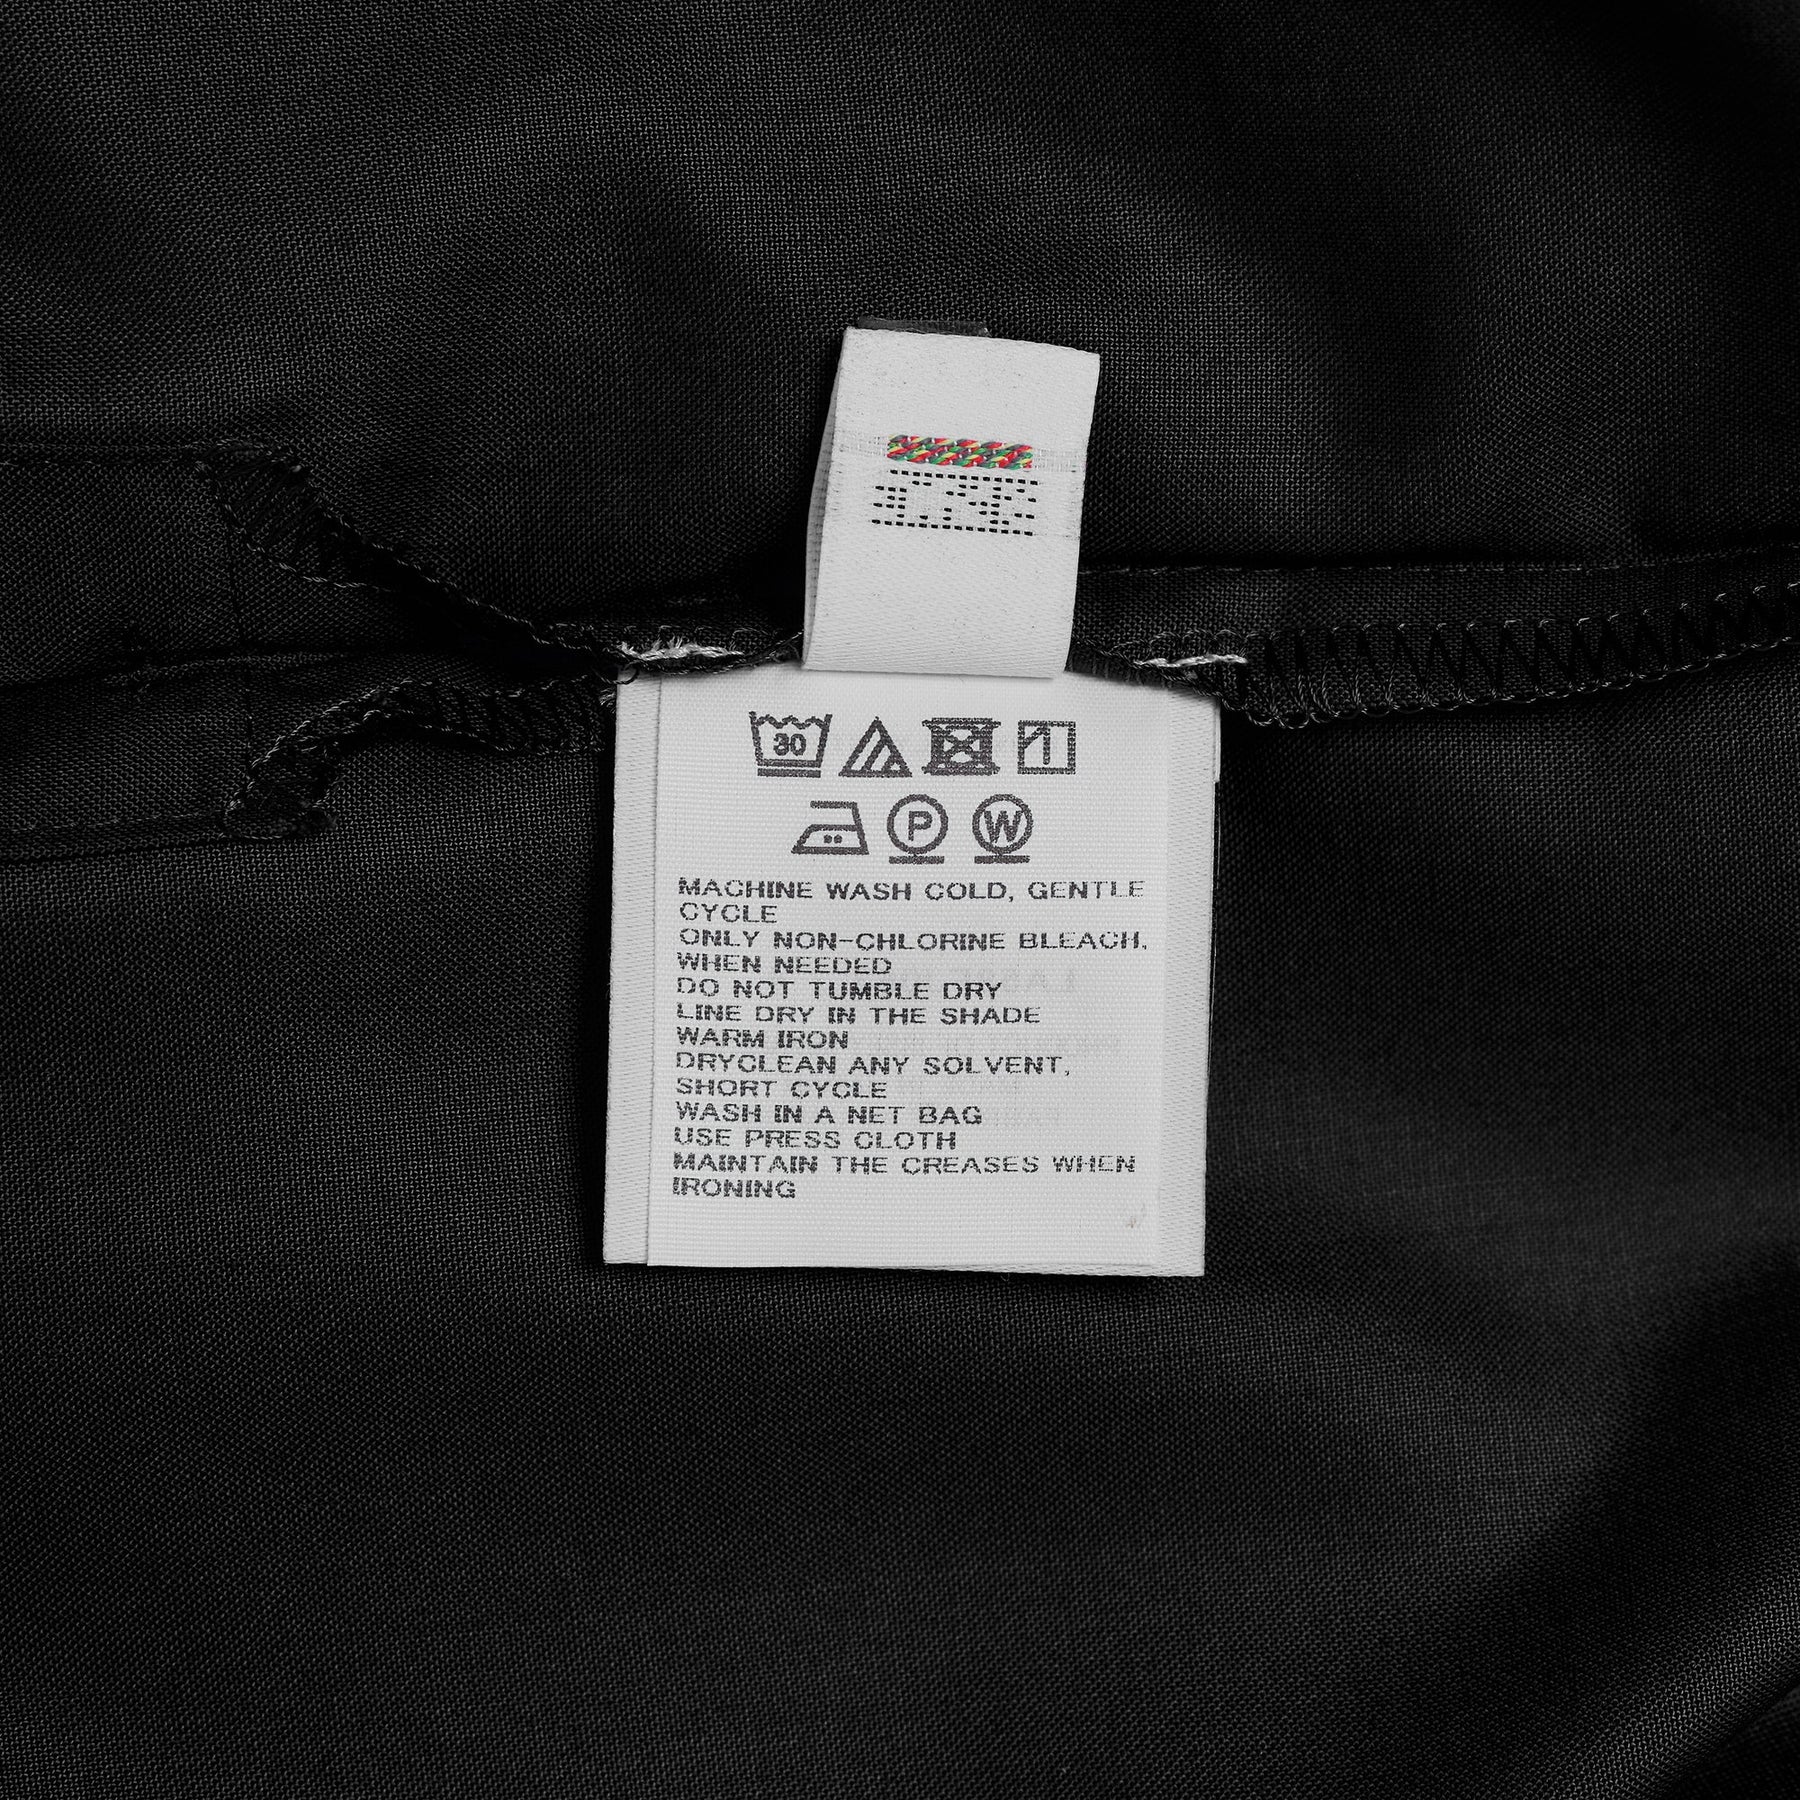 30
P W
MACHINE WASH COLD, GENTLE
CYCLE
ONLY NON-CHLORINE BLEACH,
WHEN NEEDED
DO NOT TUMBLE DRY
LINE DRY IN THE SHADE
WARM IRON
DRYCLEAN ANY SOLVENT,
SHORT CYCLE
WASH IN A NET BAG
USE PRESS CLOTH
MAINTAIN THE CREASES WHEN
IRONING